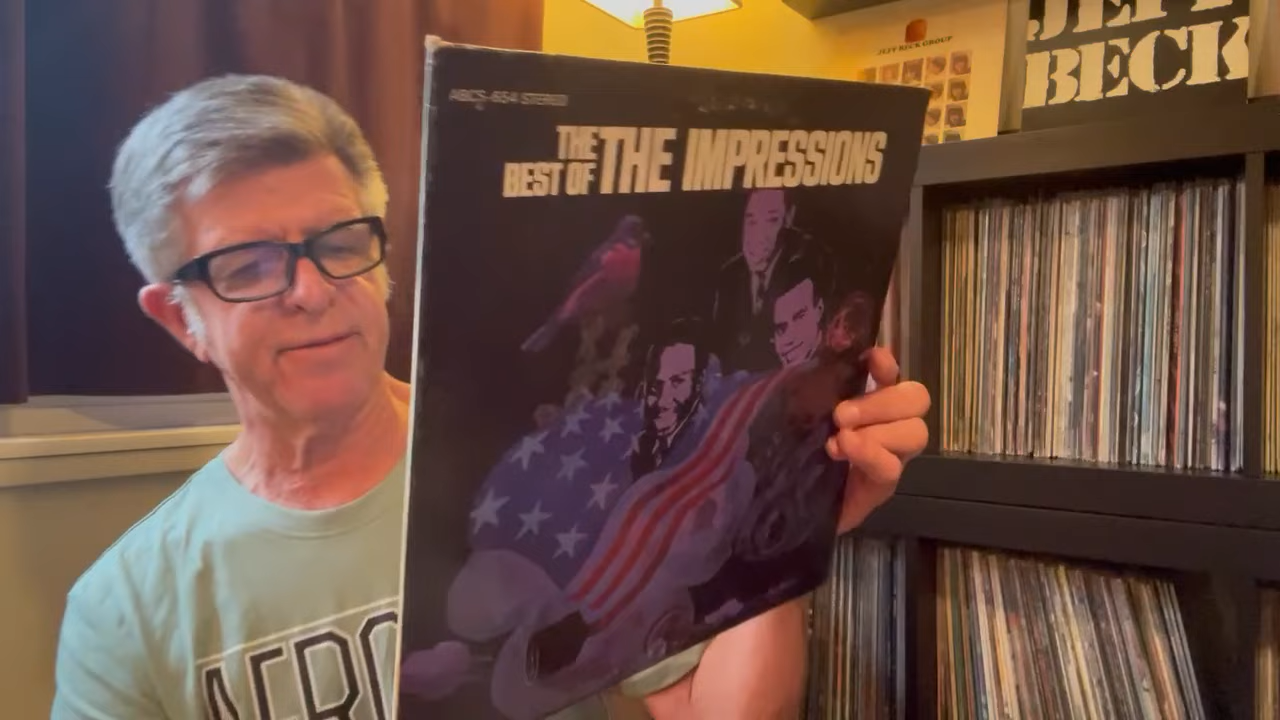 ABCS-654 STEREO
THE
BEST OF THE IMPRESSIONS
JEFF BECK GROUP
JEFF
BECK
AERO